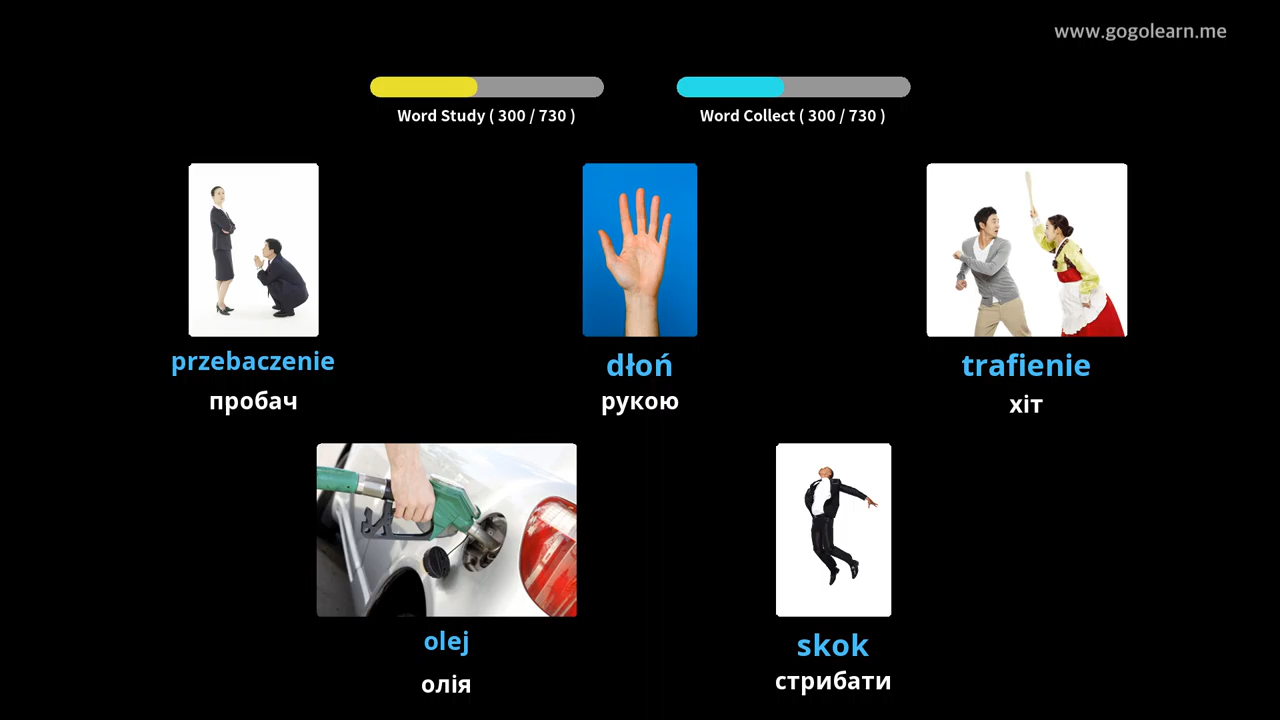 www.gogolearn.me
Word Study ( 300 / 730 )
Word Collect ( 300 / 730 )
przebaczenie
пробач
dłoń
рукою
trafienie
хіт
olej
олія
skok
стрибати